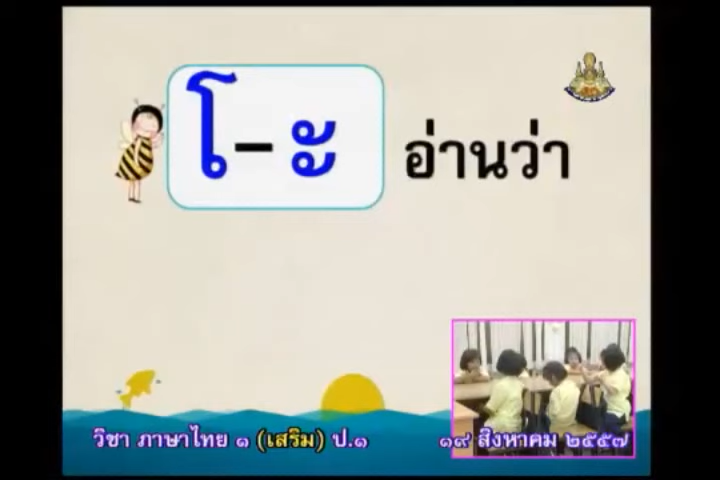 โ-ะ อ่านว่า
วิชา ภาษาไทย ๑ (เสริม) ป.๑ ๑๙ สิงหาคม ๒๕๕๗